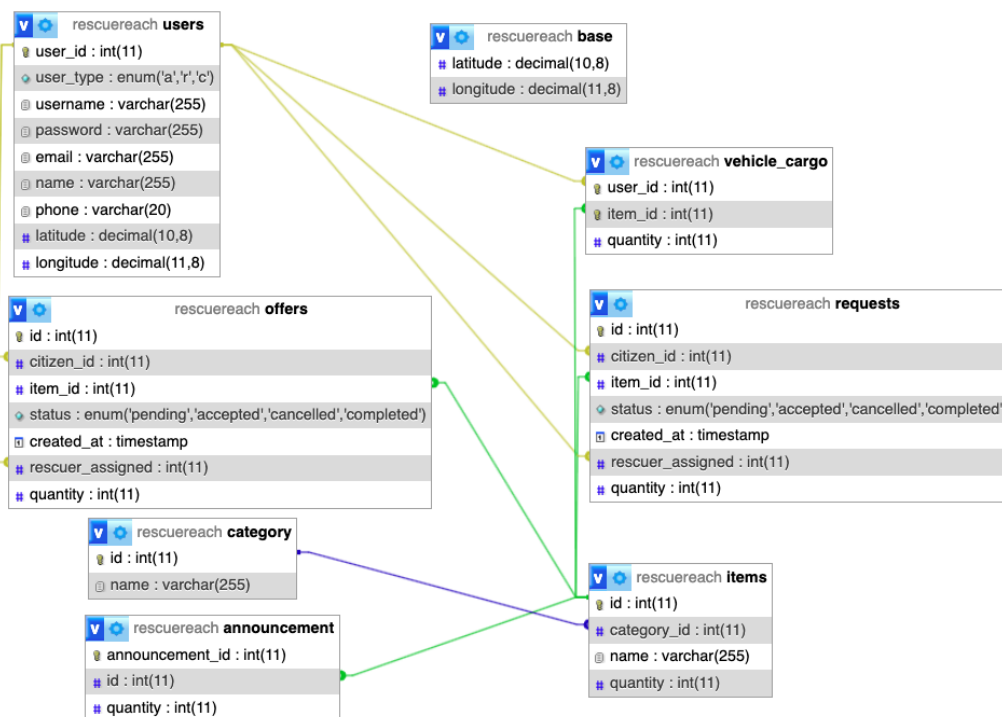 rescuereach users
user_id : int(11)
user_type : enum('a','r','c')
username : varchar(255)
password : varchar(255)
email : varchar(255)
name : varchar(255)
phone : varchar(20)
latitude : decimal(10,8)
longitude : decimal(11,8)
rescuereach base
latitude : decimal(10,8)
longitude : decimal(11,8)
rescuereach vehicle_cargo
user_id : int(11)
item_id : int(11)
quantity : int(11)
rescuereach offers
id : int(11)
citizen_id : int(11)
item_id : int(11)
status : enum('pending','accepted','cancelled','completed')
created_at : timestamp
rescuer_assigned : int(11)
quantity : int(11)
rescuereach requests
id : int(11)
citizen_id : int(11)
item_id : int(11)
status : enum('pending','accepted','cancelled','completed'
created_at : timestamp
rescuer_assigned : int(11)
quantity : int(11)
rescuereach category
id : int(11)
name : varchar(255)
rescuereach items
id : int(11)
category_id : int(11)
name : varchar(255)
quantity : int(11)
rescuereach announcement
announcement_id : int(11)
id : int(11)
quantity : int(11)